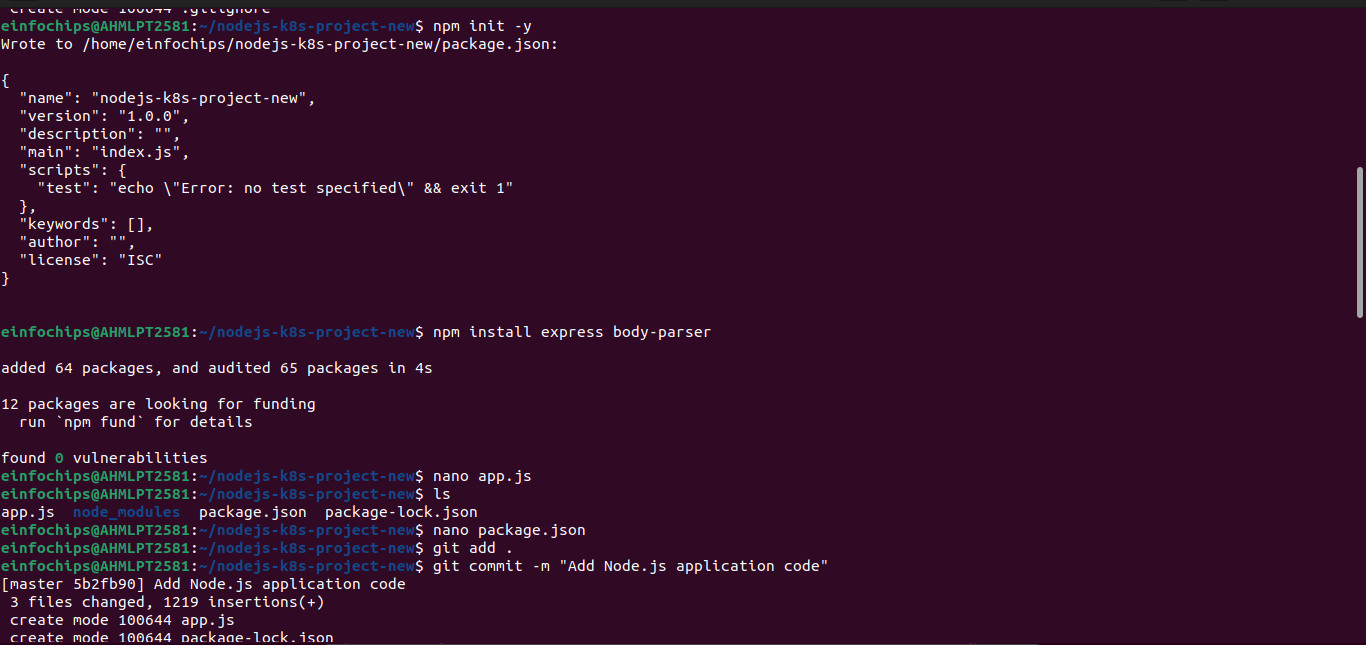 create mode 100644 .gitignore
einfochips@AHMLPT2581:~/nodejs-k8s-project-new$ npm init -y
Wrote to /home/einfochips/nodejs-k8s-project-new/package.json:
{
  "name": "nodejs-k8s-project-new",
  "version": "1.0.0",
  "description": "",
  "main": "index.js",
  "scripts": {
    "test": "echo \"Error: no test specified\" && exit 1"
  },
  "keywords": [],
  "author": "",
  "license": "ISC"
}
einfochips@AHMLPT2581:~/nodejs-k8s-project-new$ npm install express body-parser
added 64 packages, and audited 65 packages in 4s
12 packages are looking for funding
  run `npm fund` for details
found 0 vulnerabilities
einfochips@AHMLPT2581:~/nodejs-k8s-project-new$ nano app.js
einfochips@AHMLPT2581:~/nodejs-k8s-project-new$ ls
app.js  node_modules  package.json  package-lock.json
einfochips@AHMLPT2581:~/nodejs-k8s-project-new$ nano package.json
einfochips@AHMLPT2581:~/nodejs-k8s-project-new$ git add .
einfochips@AHMLPT2581:~/nodejs-k8s-project-new$ git commit -m "Add Node.js application code"
[master 5b2fb90] Add Node.js application code
 3 files changed, 1219 insertions(+)
 create mode 100644 app.js
 create mode 100644 package-lock.json